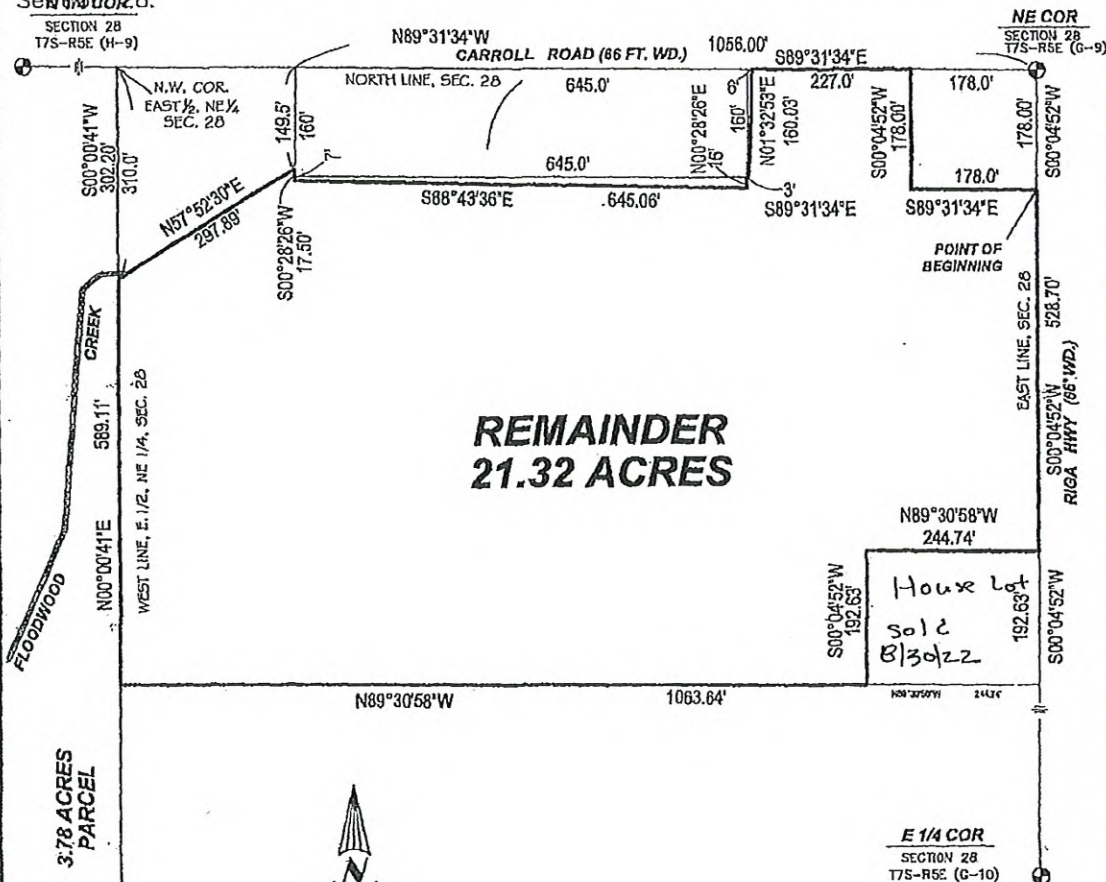 SECTION 28
T7S-R5E (H-9)
NE COR
SECTION 28
T7S-R5E (G-9)
N89°31'34"W
CARROLL ROAD (66 FT. WD.)
1056.00'
S89°31'34"E
227.0'
178.0'
NORTH LINE, SEC. 28
645.0'
N.W. COR.
EAST ½, NE ¼
SEC. 28
S00°00'41"W
302.20'
310.0'
149.5'
160'
7'
N57°52'30"E
297.89'
S00°28'26"W
17.50'
645.0'
S88°43'36"E
645.06'
N00°28'26"E
16'
160'
6'
N01°32'53"E
160.03'
3'
S89°31'34"E
S00°04'52"W
178.00'
178.0'
S89°31'34"E
178.00'
S00°04'52"W
POINT OF
BEGINNING
EAST LINE, SEC. 28
528.70'
S00°04'52"W
RIGA HWY (66' WD.)
CREEK
FLOODWOOD
589.11'
N00°00'41"E
WEST LINE, E. 1/2, NE 1/4, SEC. 28
REMAINDER
21.32 ACRES
N89°30'58"W
244.74'
S00°04'52"W
192.63'
House Lot
sold
8/30/22
192.63'
S00°04'52"W
N89°30'58"W 244.74'
N89°30'58"W
1063.64'
3.78 ACRES
PARCEL
N
E 1/4 COR
SECTION 28
T7S-R5E (G-10)